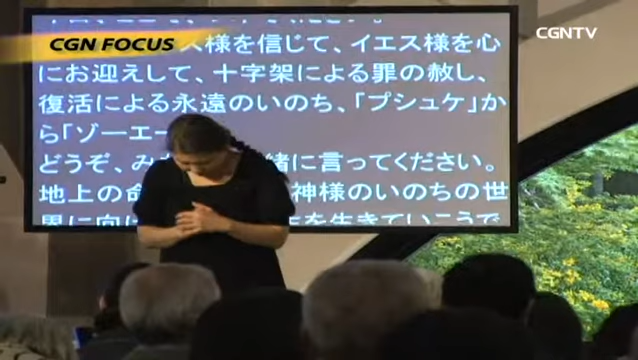 CGN FOCUS
CGNTV
ス様を信じて、イエス様を心
にお迎えして、十字架による罪の赦し、
復活による永遠のいのち、「プシュケ」か
ら「ゾーエー
どうぞ、み 緒に言ってください。
地上の命 神様のいのちの世
界に向 を生きていこうで